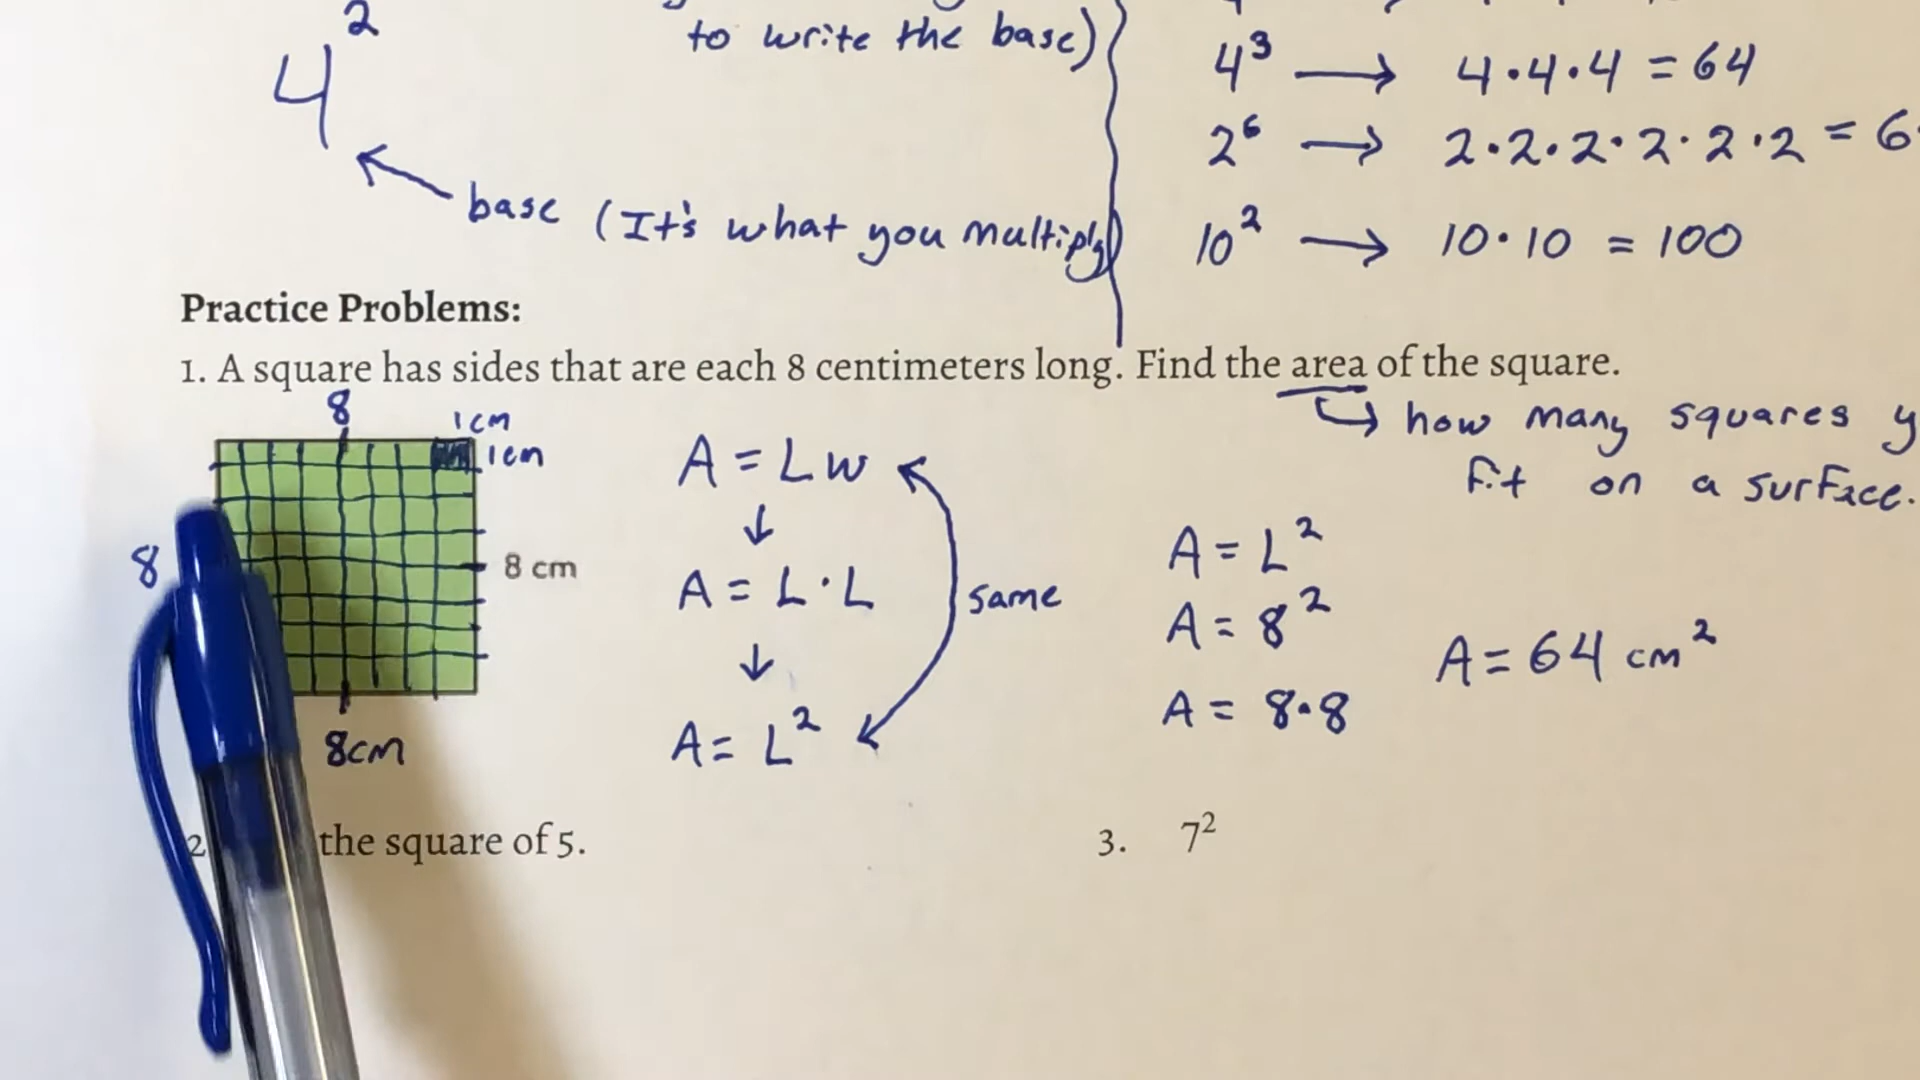 4²
to write the base)
base (It's what you multiply)
4³ → 4·4·4 = 64
2⁶ → 2·2·2·2·2·2 = 6
10² → 10·10 = 100
Practice Problems:
1. A square has sides that are each 8 centimeters long. Find the area of the square.
how many squares y
fit on a surface.
8
1cm
1cm
8
8 cm
8cm
A = LW
↓
A = L·L
↓
A = L²
same
A = L²
A = 8²
A = 8·8
A = 64 cm²
2 the square of 5.
3. 7²